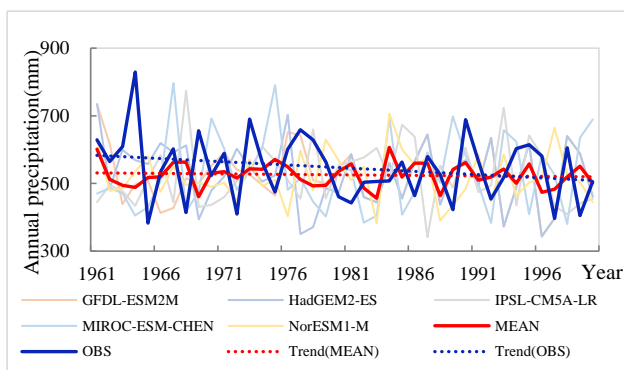 Annual precipitation(mm)
900
700
500
300
1961 1966 1971 1976 1981 1986 1991 1996 Year
GFDL-ESM2M HadGEM2-ES IPSL-CM5A-LR
MIROC-ESM-CHEN NorESM1-M MEAN
OBS Trend(MEAN) Trend(OBS)